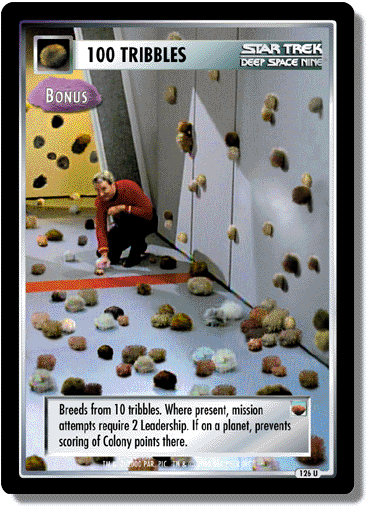 100 TRIBBLES
STAR TREK
DEEP SPACE NINE
BONUS
Breeds from 10 tribbles. Where present, mission
attempts require 2 Leadership. If on a planet, prevents
scoring of Colony points there.
126 U